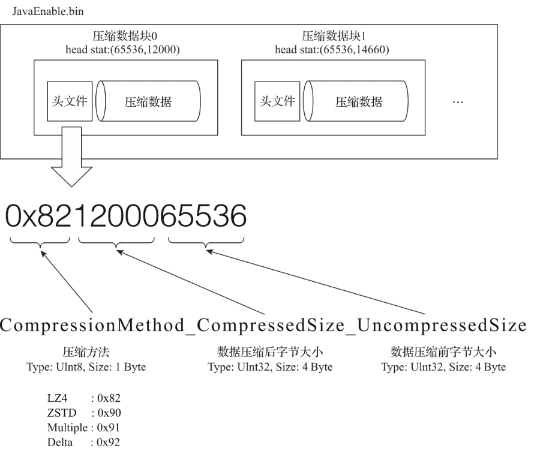 JavaEnable.bin
压缩数据块0
head stat:(65536,12000)
压缩数据块1
head stat:(65536,14660)
头文件
压缩数据
头文件
压缩数据
...
0x821200065536
CompressionMethod_CompressedSize_UncompressedSize
压缩方法
Type: UInt8, Size: 1 Byte
数据压缩后字节大小
Type: UInt32, Size: 4 Byte
数据压缩前字节大小
Type: UInt32, Size: 4 Byte
LZ4 : 0x82
ZSTD : 0x90
Multiple : 0x91
Delta : 0x92